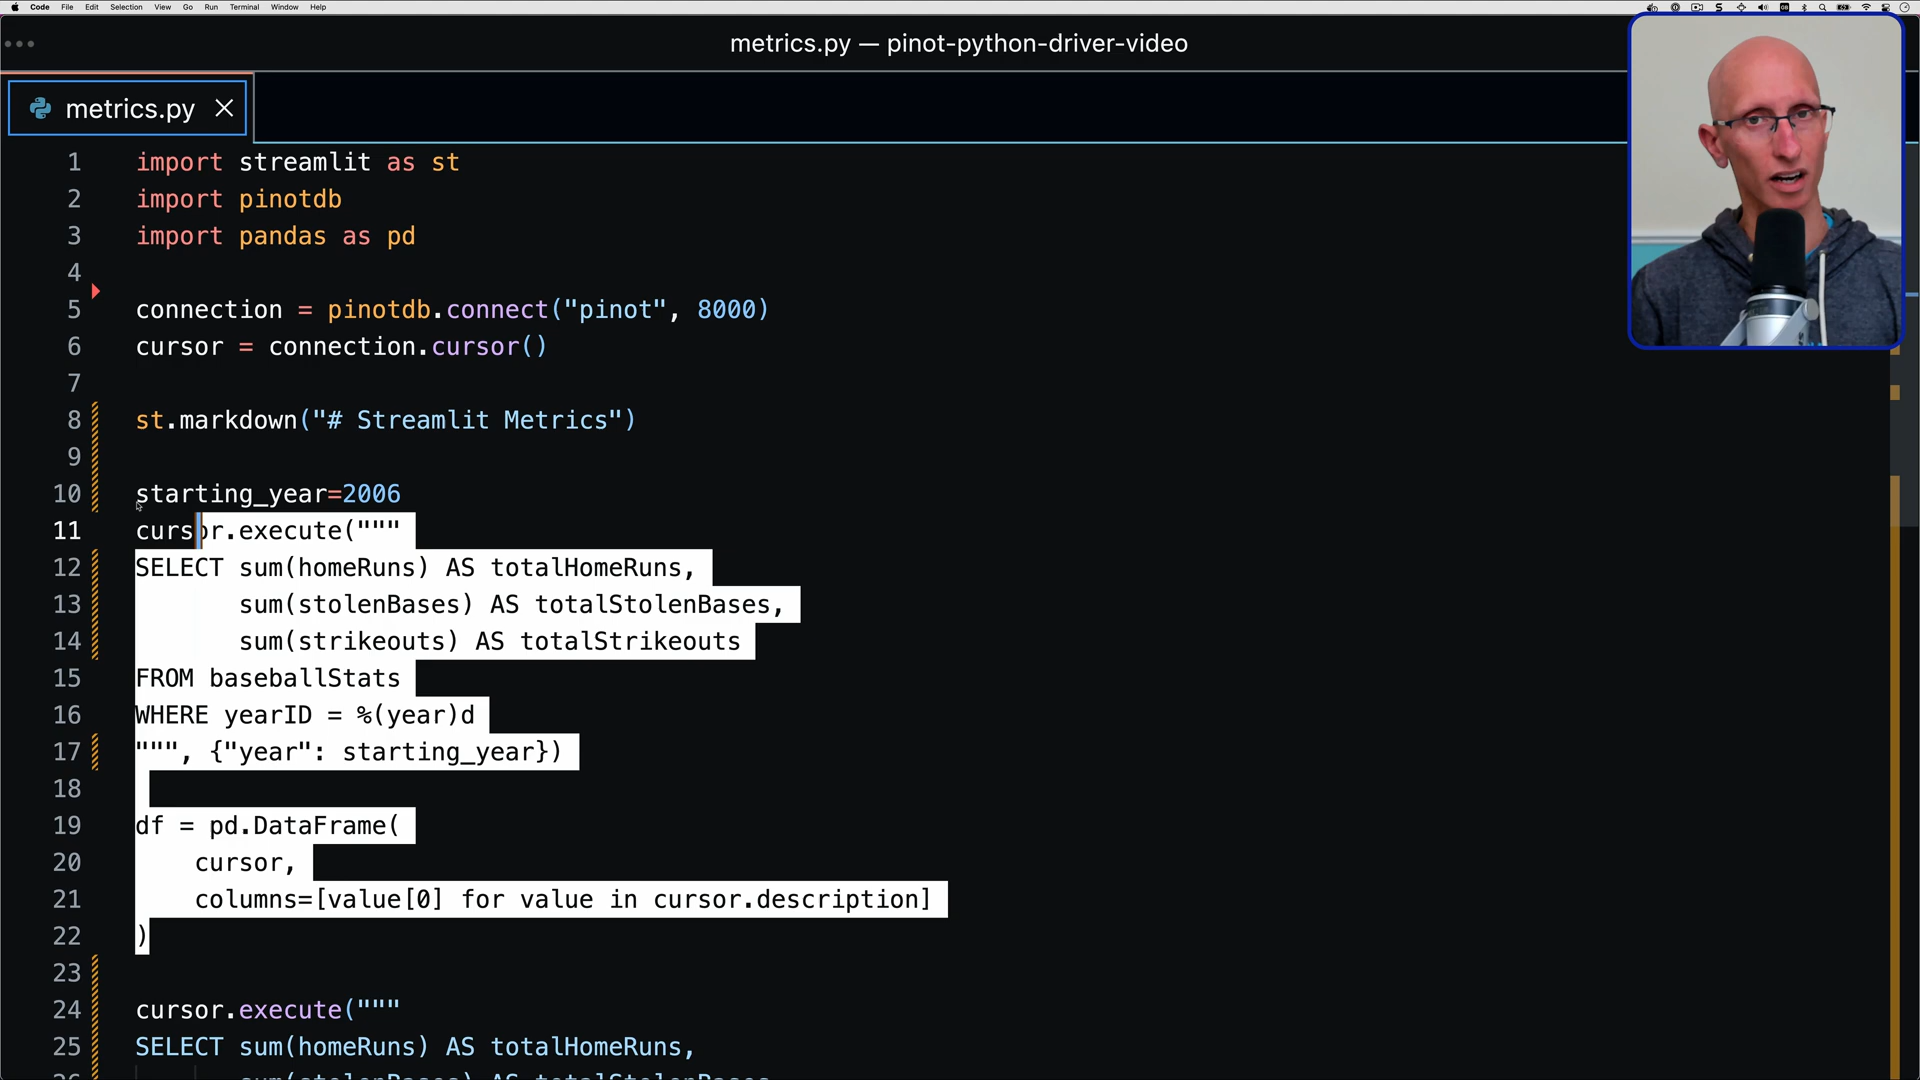 Code File Edit Selection View Go Run Terminal Window Help
metrics.py — pinot-python-driver-video
metrics.py
1 import streamlit as st
2 import pinotdb
3 import pandas as pd
4
5 connection = pinotdb.connect("pinot", 8000)
6 cursor = connection.cursor()
7
8 st.markdown("# Streamlit Metrics")
9
10 starting_year=2006
11 cursor.execute("""
12 SELECT sum(homeRuns) AS totalHomeRuns,
13 sum(stolenBases) AS totalStolenBases,
14 sum(strikeouts) AS totalStrikeouts
15 FROM baseballStats
16 WHERE yearID = %(year)d
17 """, {"year": starting_year})
18
19 df = pd.DataFrame(
20 cursor,
21 columns=[value[0] for value in cursor.description]
22 )
23
24 cursor.execute("""
25 SELECT sum(homeRuns) AS totalHomeRuns,
26 sum(stolenBases) AS totalStolenBases